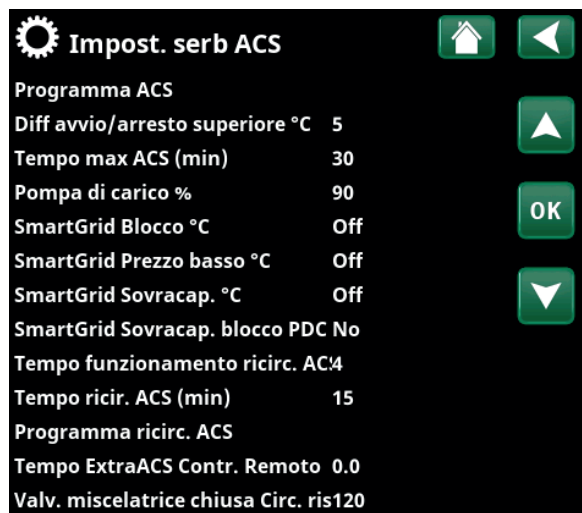 Impost. serb ACS
Programma ACS
Diff avvio/arresto superiore °C 5
Tempo max ACS (min) 30
Pompa di carico % 90
OK
SmartGrid Blocco °C Off
SmartGrid Prezzo basso °C Off
SmartGrid Sovracap. °C Off
SmartGrid Sovracap. blocco PDC No
Tempo funzionamento ricirc. AC 4
Tempo ricir. ACS (min) 15
Programma ricirc. ACS
Tempo ExtraACS Contr. Remoto 0.0
Valv. miscelatrice chiusa Circ. ris 120